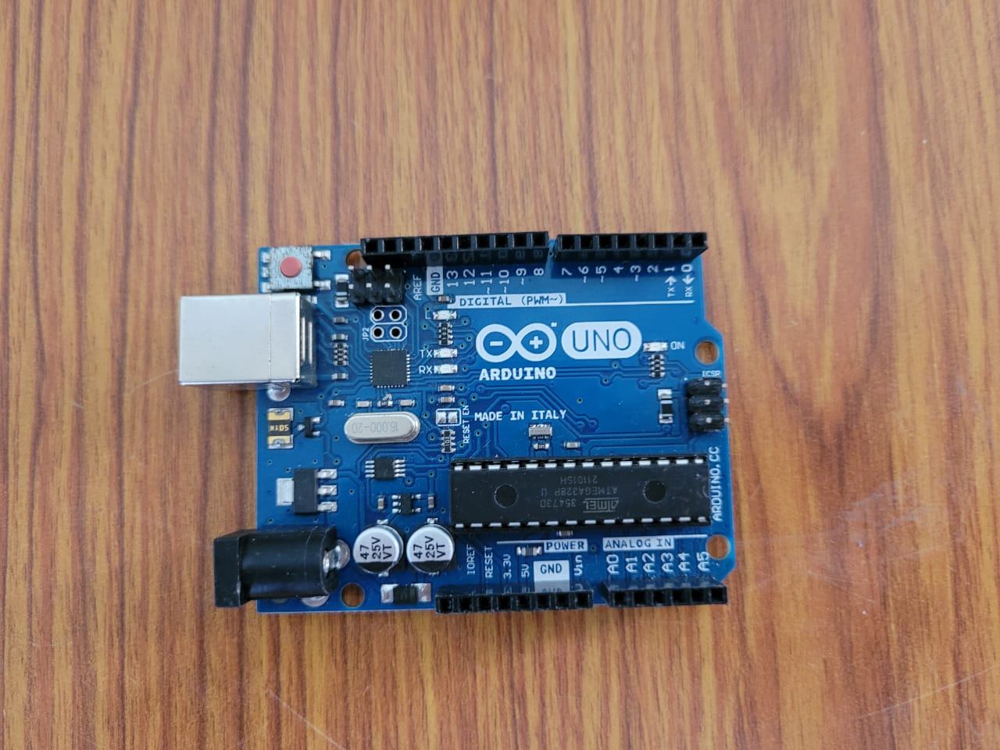 AREF
GND
13
12
~11
~10
~9
8
7
~6
~5
4
~3
2
TX→1
RX←0
DIGITAL (PWM~)
L
TX
RX
JP2
UNO
™
ARDUINO
ON
ICSP
MADE IN ITALY
RESET EN
16.000-20
501K
ATMEL
35473D
ATMEGA328P U
21101SH
ARDUINO.CC
47
25V
VT
47
25V
VT
POWER
ANALOG IN
IOREF
RESET
3.3V
5V
GND
Vin
A0
A1
A2
A3
A4
A5